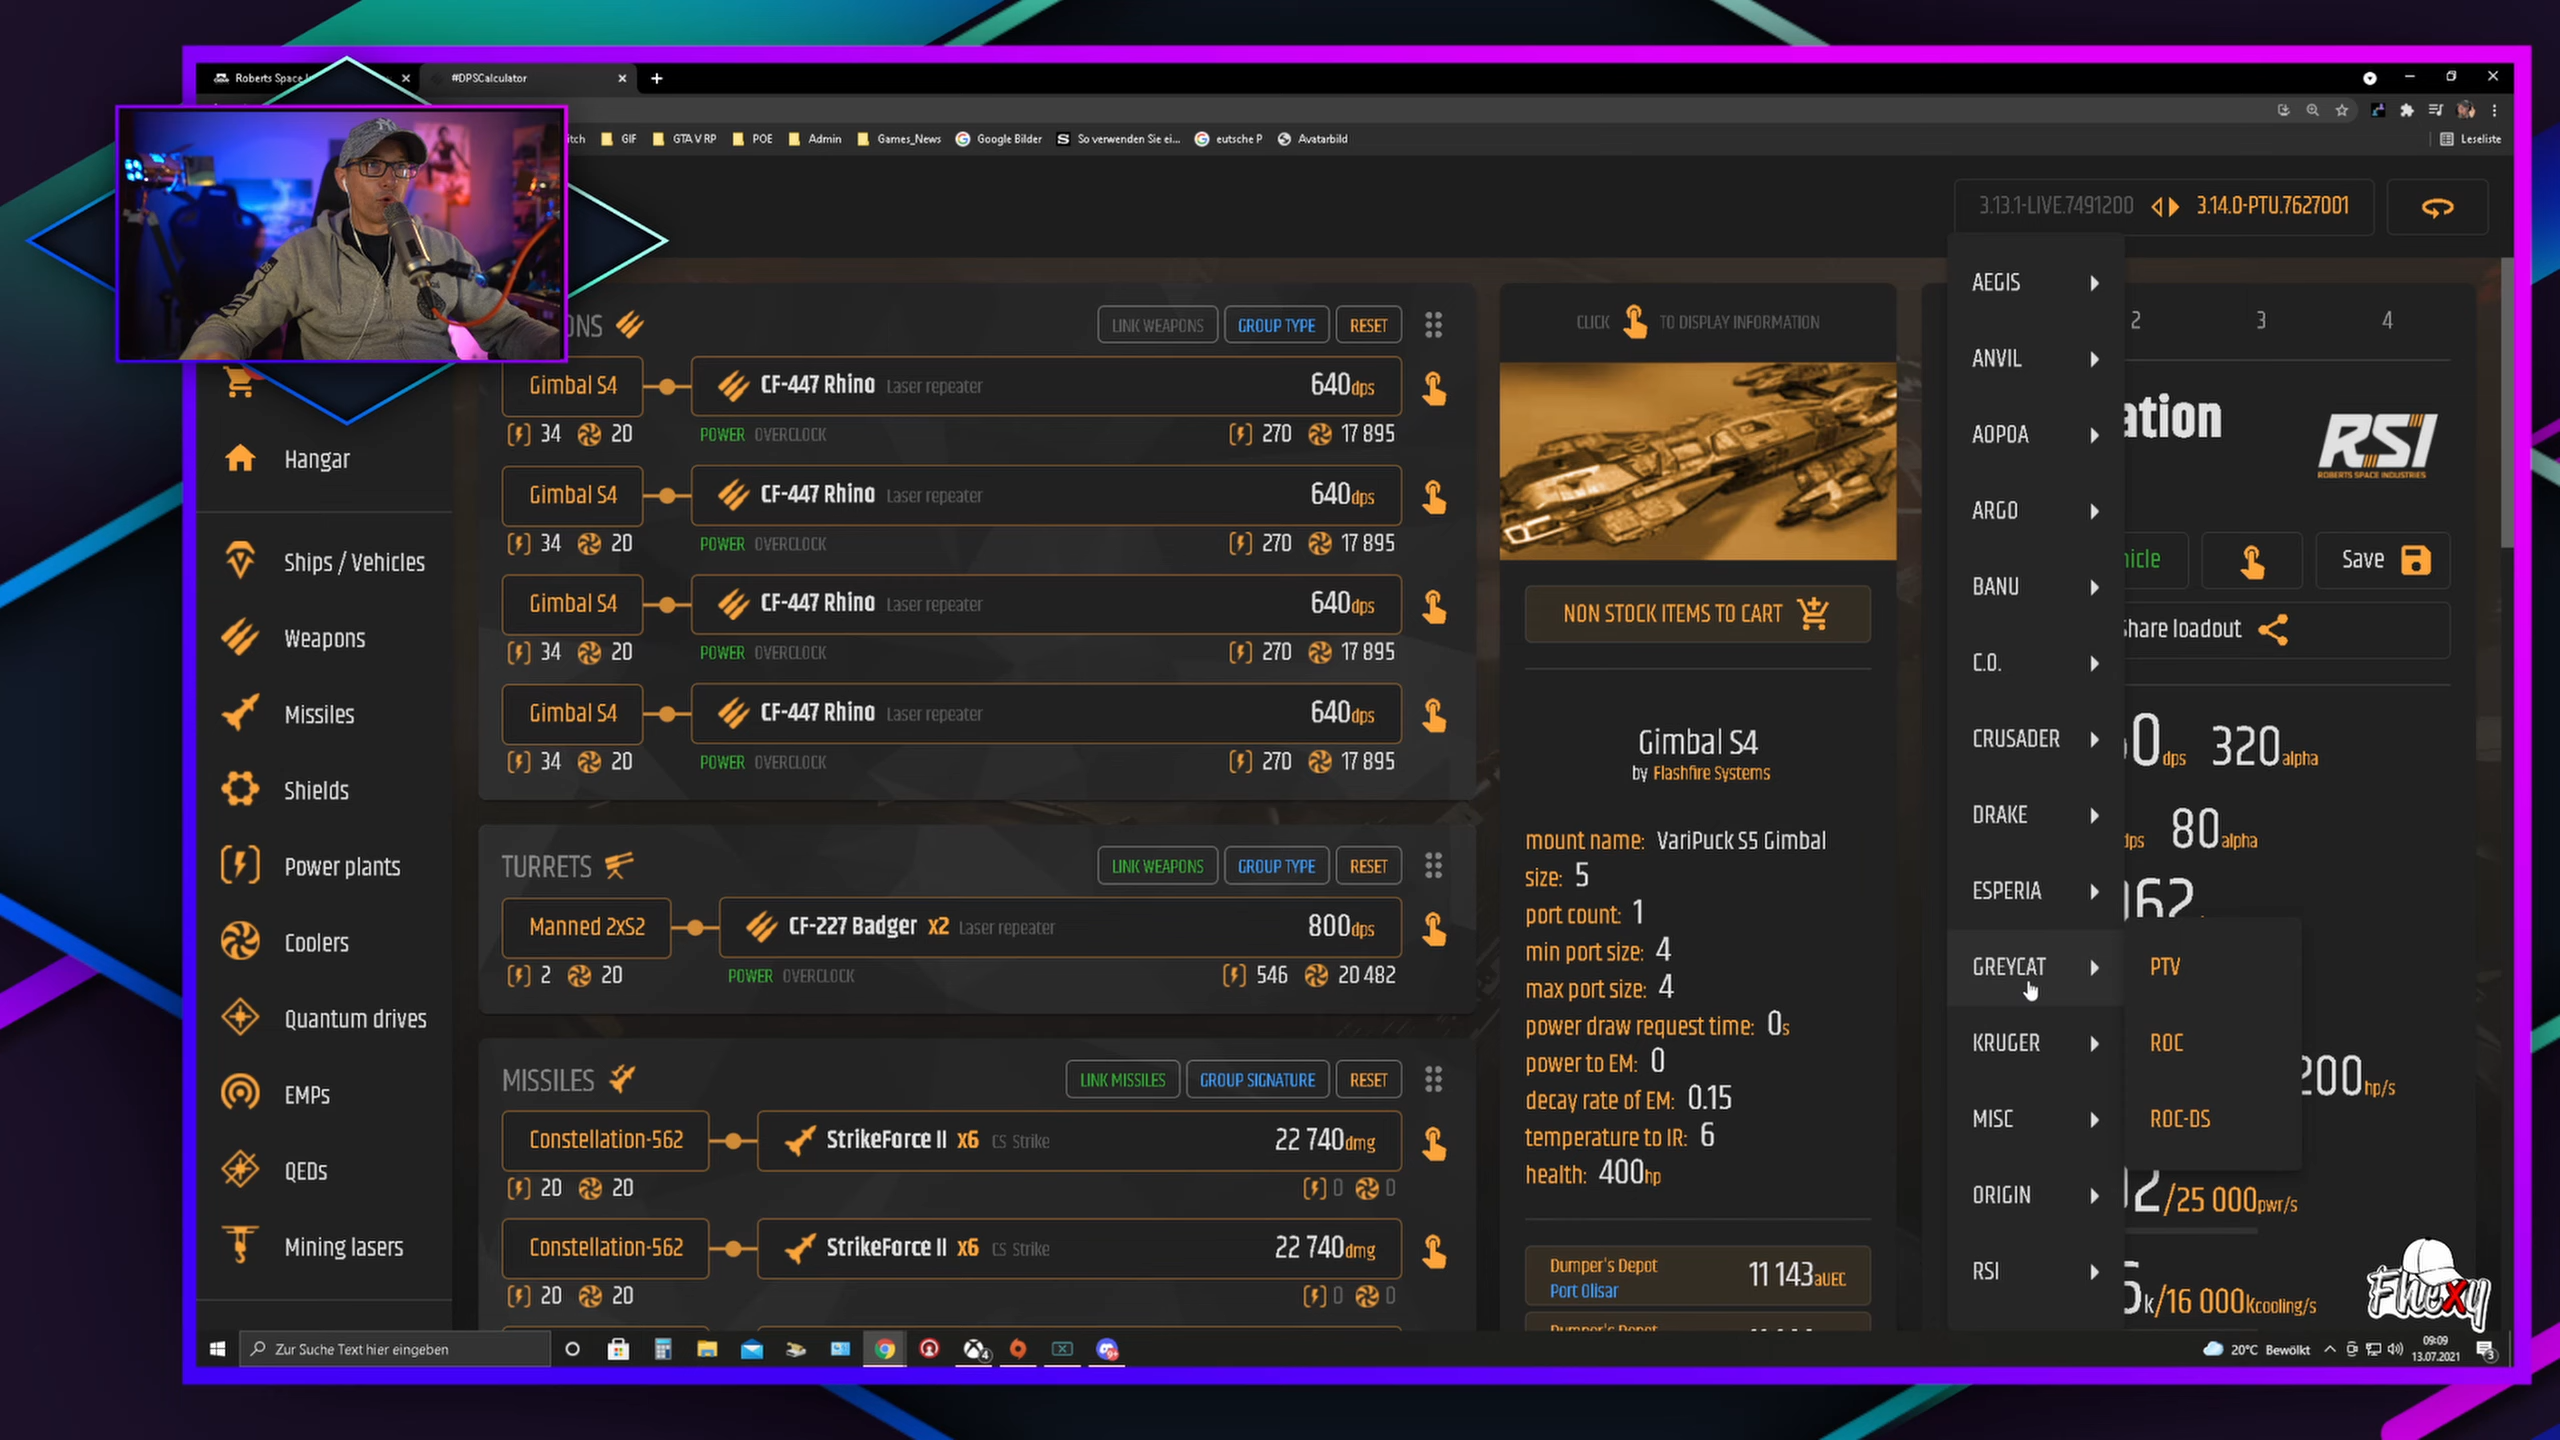 Roberts Space
#DPSCalculator
GIF
GTA V RP
POE
Admin
Games_News
Google Bilder
So verwenden Sie ei...
eutsche P
Avatarbild
Leseliste
3.13.1-LIVE.7491200
3.14.0-PTU.7627001
Hangar
Ships / Vehicles
Weapons
Missiles
Shields
Power plants
Coolers
Quantum drives
EMPs
QEDs
Mining lasers
LINK WEAPONS GROUP TYPE RESET
Gimbal S4 CF-447 Rhino Laser repeater 640dps
34 20 POWER OVERCLOCK 270 17 895
Gimbal S4 CF-447 Rhino Laser repeater 640dps
34 20 POWER OVERCLOCK 270 17 895
Gimbal S4 CF-447 Rhino Laser repeater 640dps
34 20 POWER OVERCLOCK 270 17 895
Gimbal S4 CF-447 Rhino Laser repeater 640dps
34 20 POWER OVERCLOCK 270 17 895
TURRETS LINK WEAPONS GROUP TYPE RESET
Manned 2xS2 CF-227 Badger x2 Laser repeater 800dps
2 20 POWER OVERCLOCK 546 20 482
MISSILES LINK MISSILES GROUP SIGNATURE RESET
Constellation-562 StrikeForce II x6 CS Strike 22 740dmg
20 20 0 0
Constellation-562 StrikeForce II x6 CS Strike 22 740dmg
20 20 0 0
CLICK TO DISPLAY INFORMATION
NON STOCK ITEMS TO CART
Gimbal S4
by Flashfire Systems
mount name: VariPuck S5 Gimbal
size: 5
port count: 1
min port size: 4
max port size: 4
power draw request time: 0s
power to EM: 0
decay rate of EM: 0.15
temperature to IR: 6
health: 400hp
Dumper's Depot
Port Olisar
11 143aUEC
AEGIS
ANVIL
AOPOA
ARGO
BANU
C.O.
CRUSADER
DRAKE
ESPERIA
GREYCAT
KRUGER
MISC
ORIGIN
RSI
PTV
ROC
ROC-DS
2 3 4
ation
RSI
ROBERTS SPACE INDUSTRIES
Save
Share loadout
0dps 320alpha
dps 80alpha
200hp/s
/25 000pwr/s
k/16 000kcooling/s
Flhexy
Zur Suche Text hier eingeben
20°C Bewölkt
09:09
13.07.2021